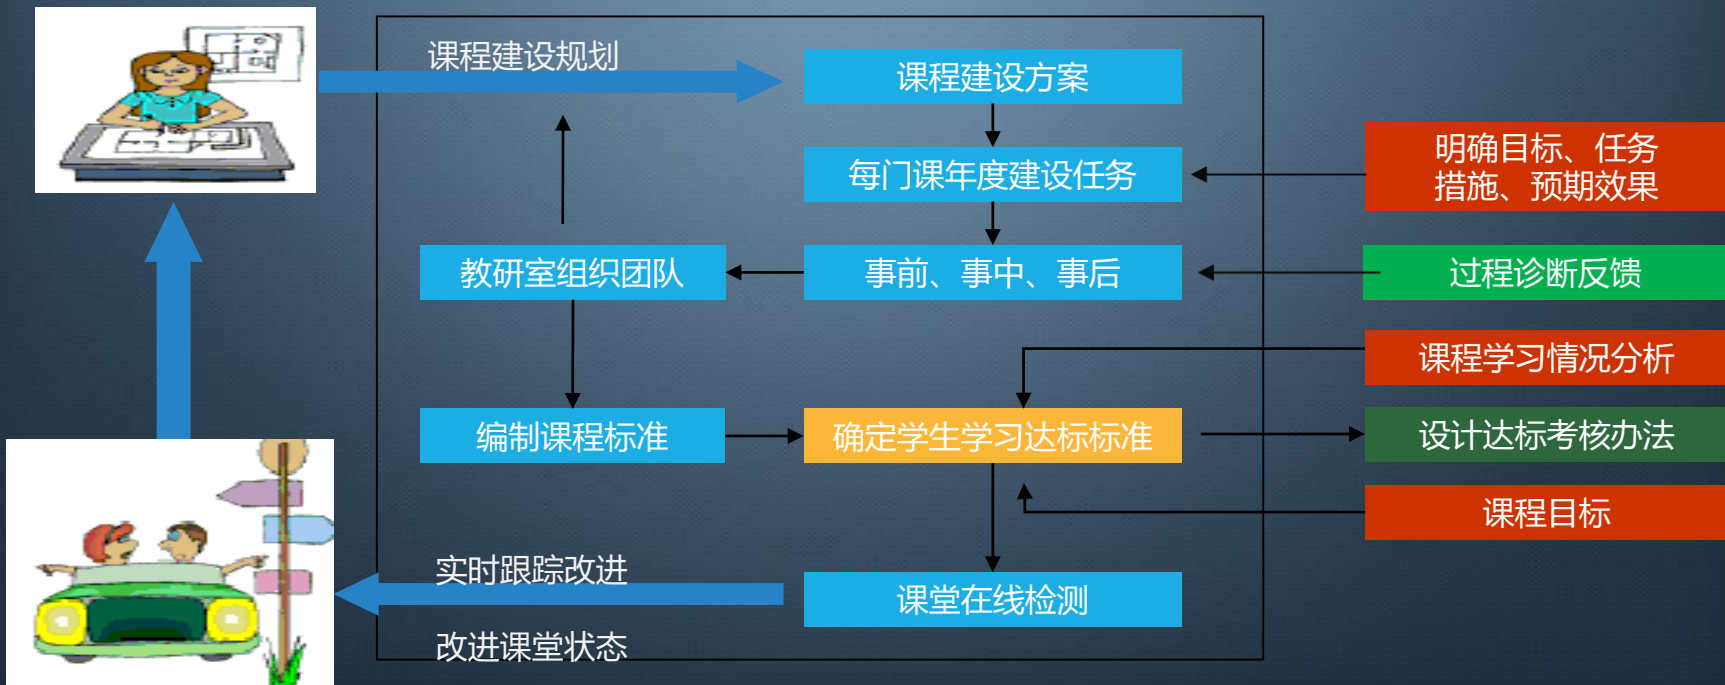 课程建设规划
课程建设方案
每门课年度建设任务
明确目标、任务
措施、预期效果
教研室组织团队
事前、事中、事后
过程诊断反馈
课程学习情况分析
编制课程标准
确定学生学习达标标准
设计达标考核办法
课程目标
实时跟踪改进
课堂在线检测
改进课堂状态